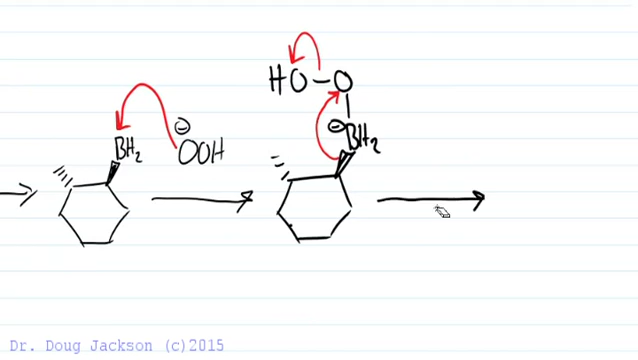 HO–O
⊖BH₂
BH₂
⊖OOH
Dr. Doug Jackson (c)2015